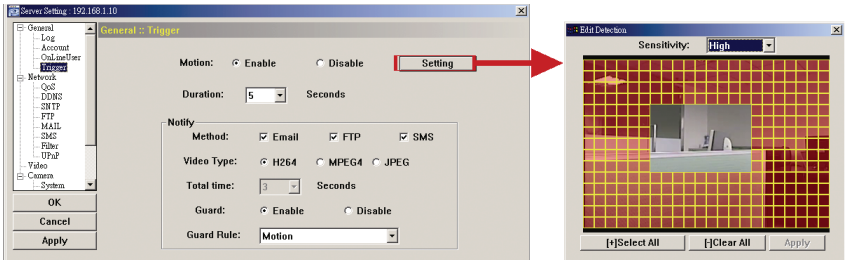 Server Setting : 192.168.1.10
General
Log
Account
OnLineUser
Trigger
Network
QoS
DDNS
SNTP
FTP
MAIL
SMS
Filter
UPnP
Video
Camera
System
OK
Cancel
Apply
General :: Trigger
Motion: Enable Disable Setting
Duration: 5 Seconds
Notify
Method: Email FTP SMS
Video Type: H264 MPEG4 JPEG
Total time: 3 Seconds
Guard: Enable Disable
Guard Rule: Motion
Edit Detection
Sensitivity: High
[+]Select All [-]Clear All Apply